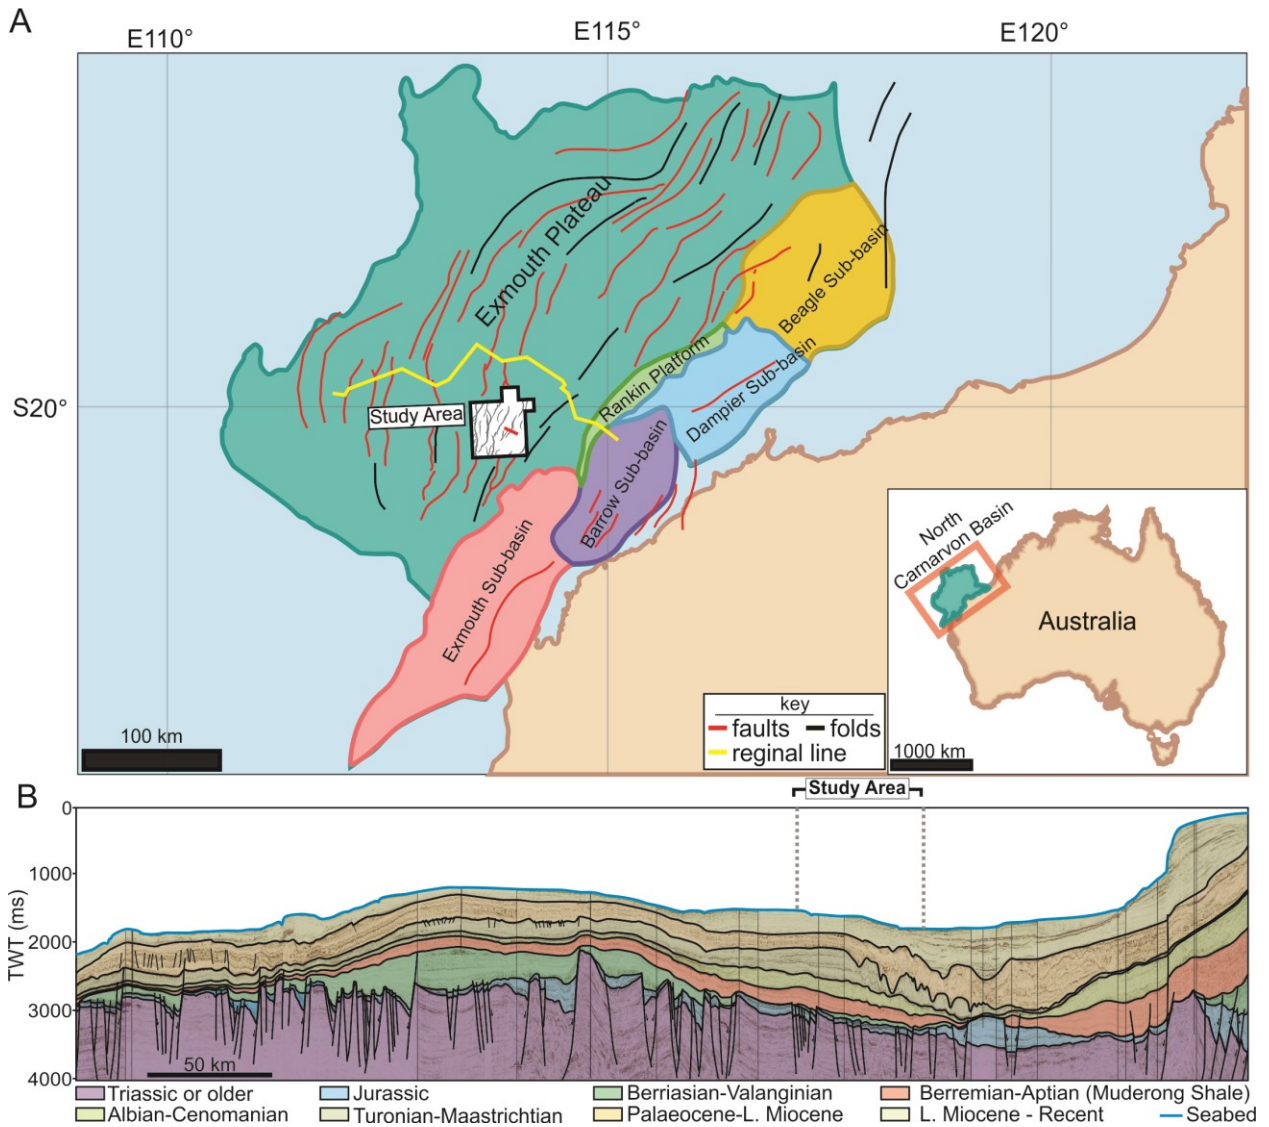 A
E110°
E115°
E120°
S20°
Exmouth Plateau
Beagle Sub-basin
Rankin Platform
Dampier Sub-basin
Study Area
Barrow Sub-basin
Exmouth Sub-basin
North
Carnarvon Basin
Australia
1000 km
100 km
key
faults folds
reginal line
B
Study Area
TWT (ms)
0
1000
2000
3000
4000
50 km
Triassic or older Jurassic Berriasian-Valanginian Berremian-Aptian (Muderong Shale)
Albian-Cenomanian Turonian-Maastrichtian Palaeocene-L. Miocene L. Miocene - Recent Seabed